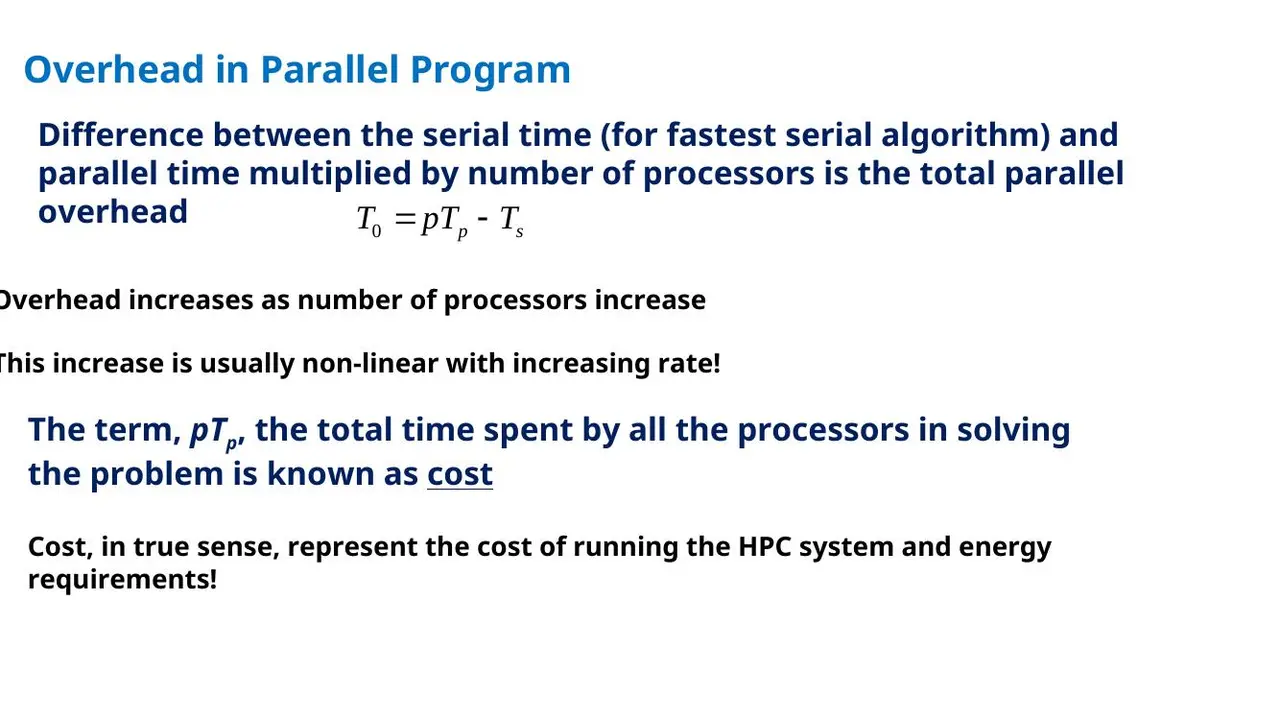 Overhead in Parallel Program
Difference between the serial time (for fastest serial algorithm) and
parallel time multiplied by number of processors is the total parallel
overhead
T₀ = pTₚ - Tₛ
Overhead increases as number of processors increase
This increase is usually non-linear with increasing rate!
The term, pTₚ, the total time spent by all the processors in solving
the problem is known as cost
Cost, in true sense, represent the cost of running the HPC system and energy
requirements!